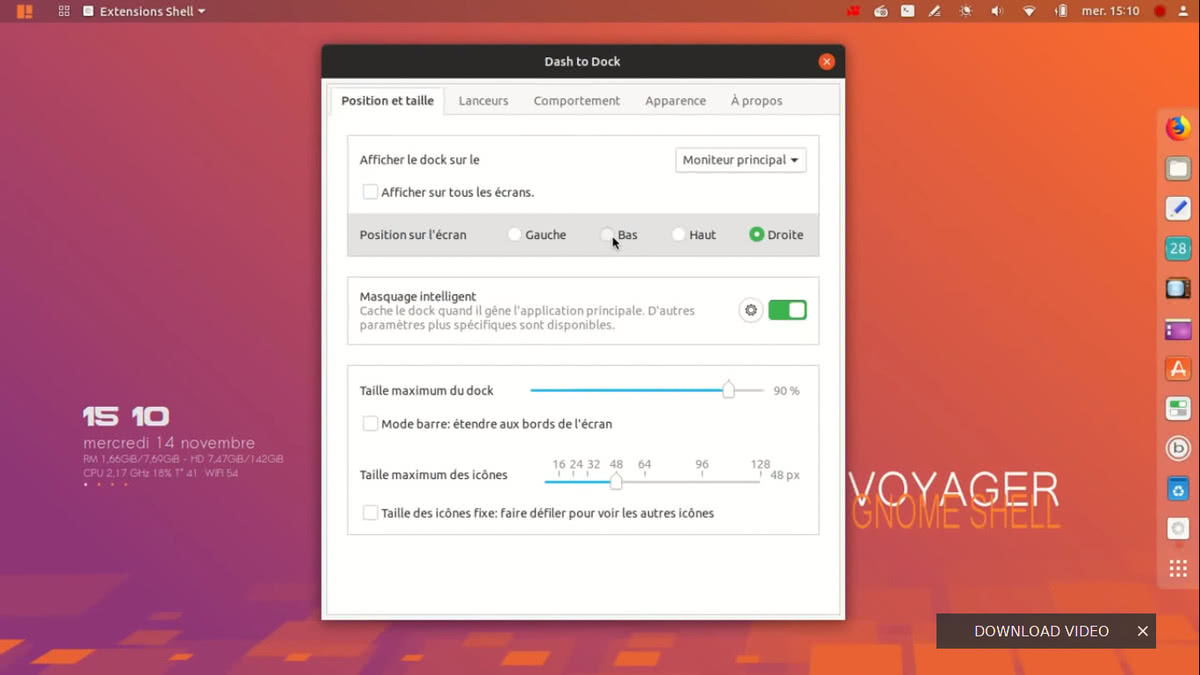 Extensions Shell
mer. 15:10
Dash to Dock
Position et taille
Lanceurs
Comportement
Apparence
À propos
Afficher le dock sur le
Moniteur principal
Afficher sur tous les écrans.
Position sur l'écran
Gauche
Bas
Haut
Droite
Masquage intelligent
Cache le dock quand il gêne l'application principale. D'autres
paramètres plus spécifiques sont disponibles.
Taille maximum du dock
90 %
Mode barre: étendre aux bords de l'écran
Taille maximum des icônes
16 24 32 48 64 96 128
48 px
Taille des icônes fixe: faire défiler pour voir les autres icônes
15 10
mercredi 14 novembre
RM 1,66GiB/7,69GiB - HD 7,47GiB/142GiB
CPU 2,17 GHz 18% T° 41 WIFI 54
28
VOYAGER
GNOME SHELL
DOWNLOAD VIDEO